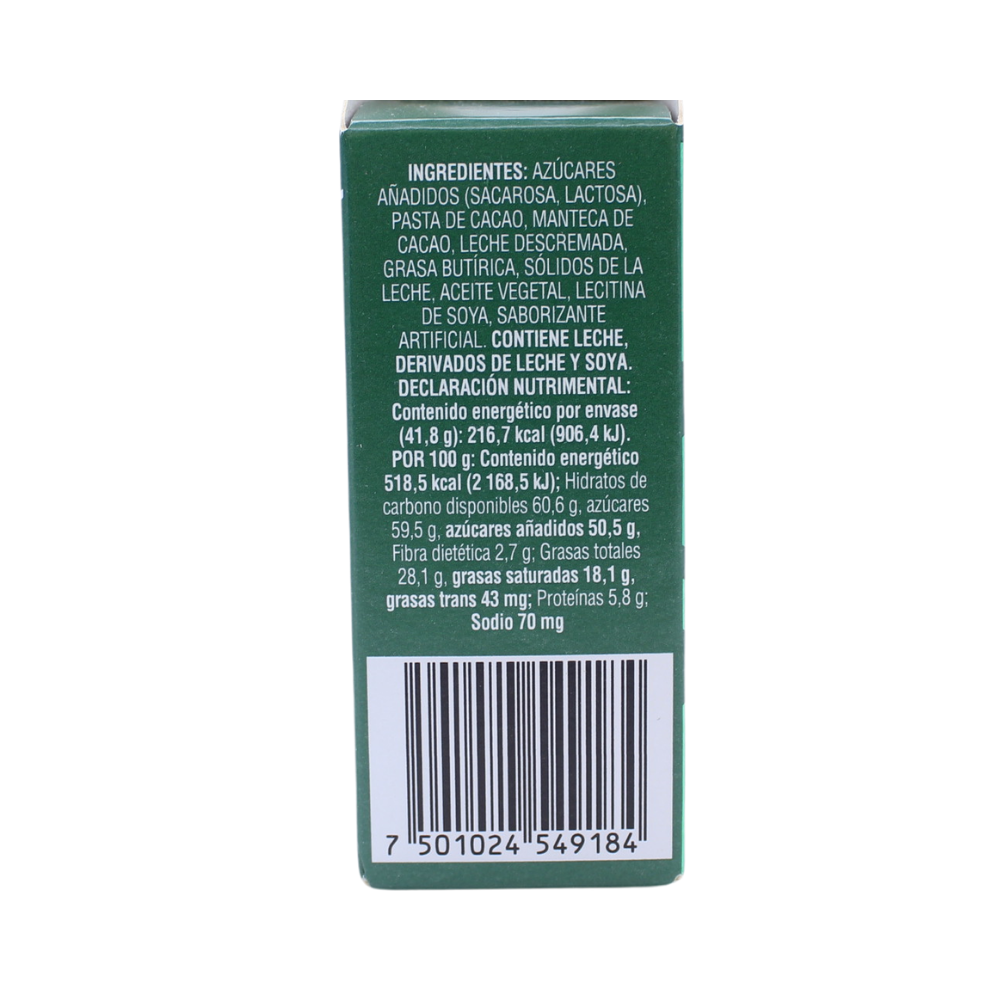 INGREDIENTES: AZÚCARES
AÑADIDOS (SACAROSA, LACTOSA),
PASTA DE CACAO, MANTECA DE
CACAO, LECHE DESCREMADA,
GRASA BUTÍRICA, SÓLIDOS DE LA
LECHE, ACEITE VEGETAL, LECITINA
DE SOYA, SABORIZANTE
ARTIFICIAL. CONTIENE LECHE,
DERIVADOS DE LECHE Y SOYA.
DECLARACIÓN NUTRIMENTAL:
Contenido energético por envase
(41,8 g): 216,7 kcal (906,4 kJ).
POR 100 g: Contenido energético
518,5 kcal (2 168,5 kJ); Hidratos de
carbono disponibles 60,6 g, azúcares
59,5 g, azúcares añadidos 50,5 g,
Fibra dietética 2,7 g; Grasas totales
28,1 g, grasas saturadas 18,1 g,
grasas trans 43 mg; Proteínas 5,8 g;
Sodio 70 mg
7 501024 549184